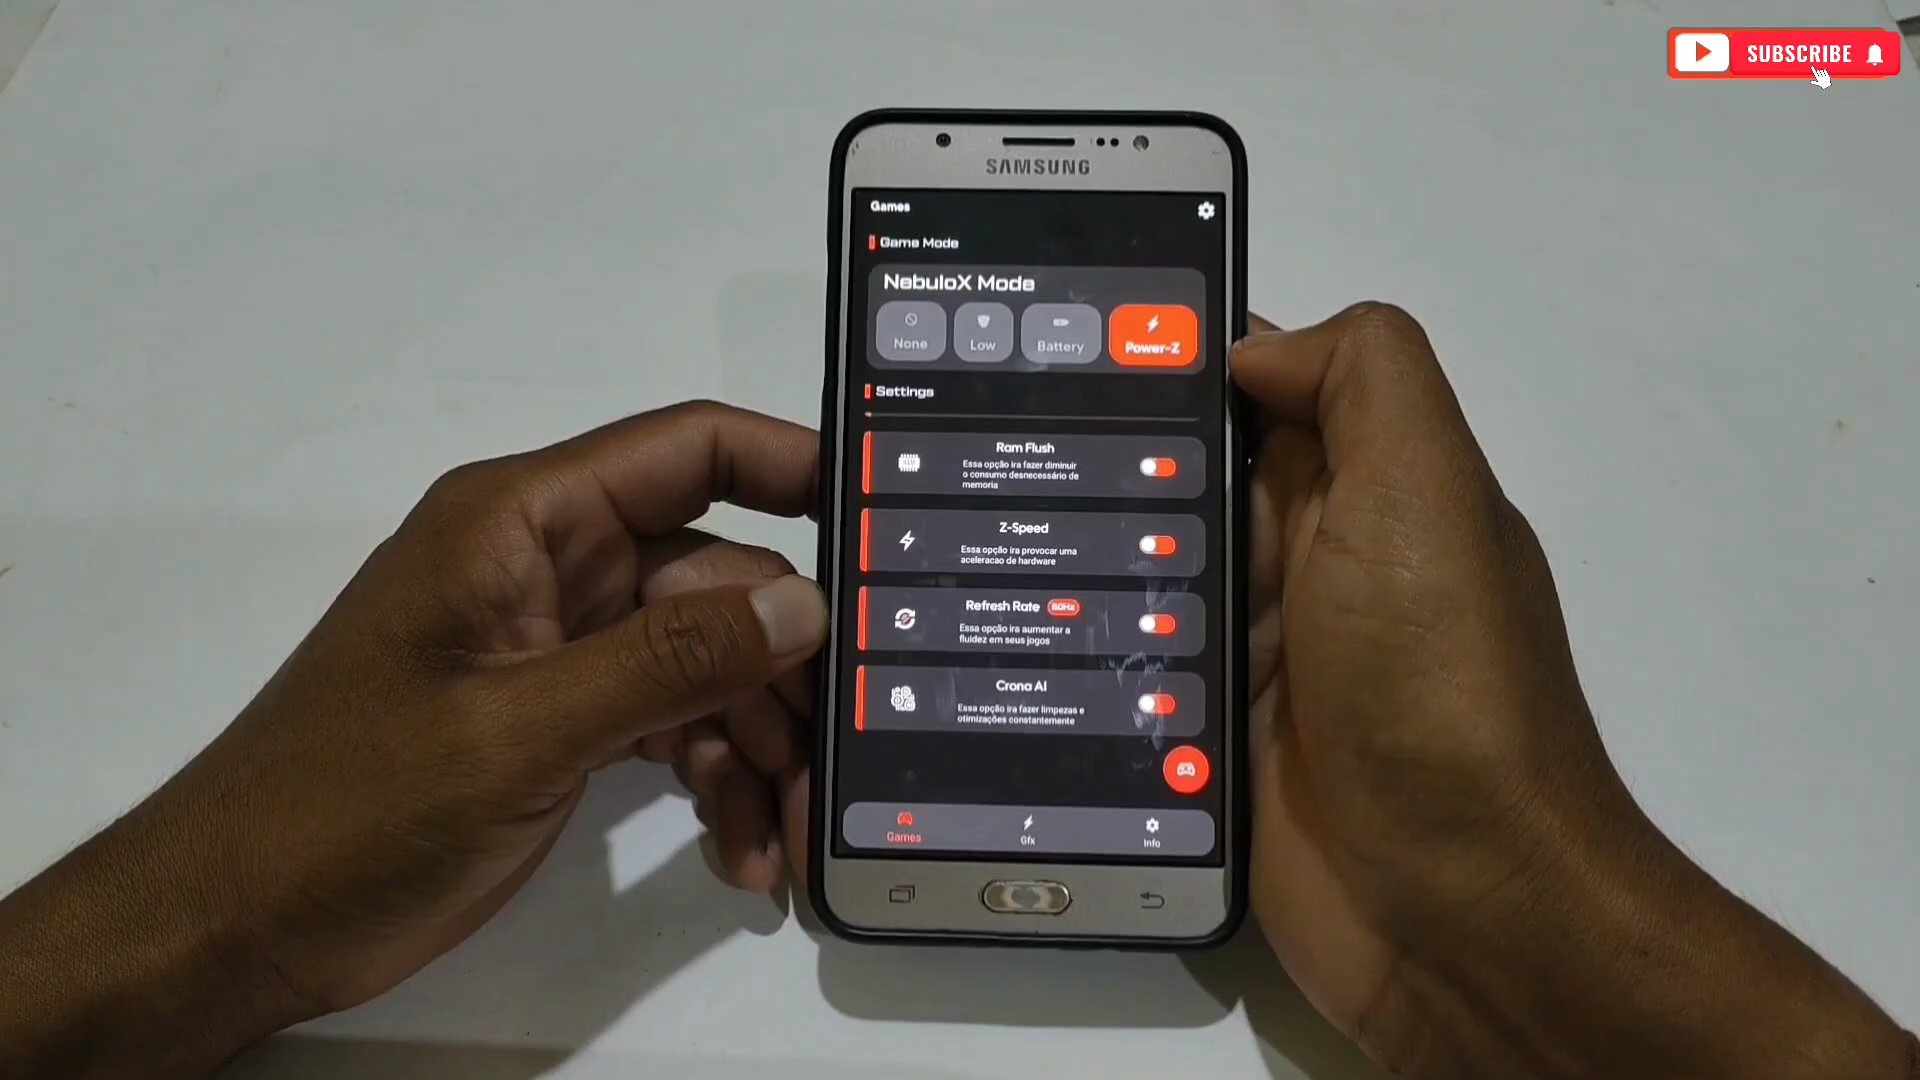 SUBSCRIBE
SAMSUNG
Games
Game Mode
NebuloX Mode
None
Low
Battery
Power-Z
Settings
Ram Flush
Essa opção ira fazer diminuir
o consumo desnecessário de
memoria
Z-Speed
Essa opção ira provocar uma
aceleracao de hardware
Refresh Rate
60Hz
Essa opção ira aumentar a
fluidez em seus jogos
Crona AI
Essa opção ira fazer limpezas e
otimizações constantemente
Games
Gfx
Info